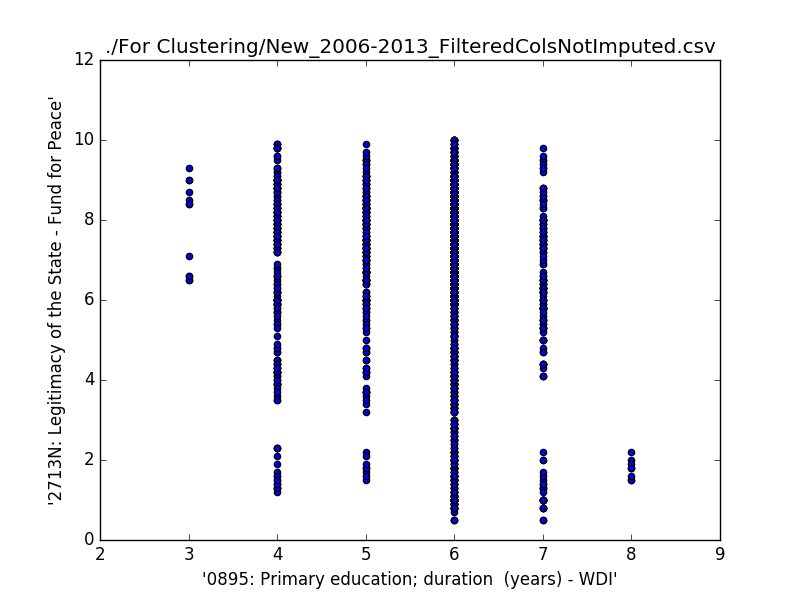 ./For Clustering/New_2006-2013_FilteredColsNotImputed.csv
12
10
8
6
4
2
0
'2713N: Legitimacy of the State - Fund for Peace'
2 3 4 5 6 7 8 9
'0895: Primary education; duration  (years) - WDI'